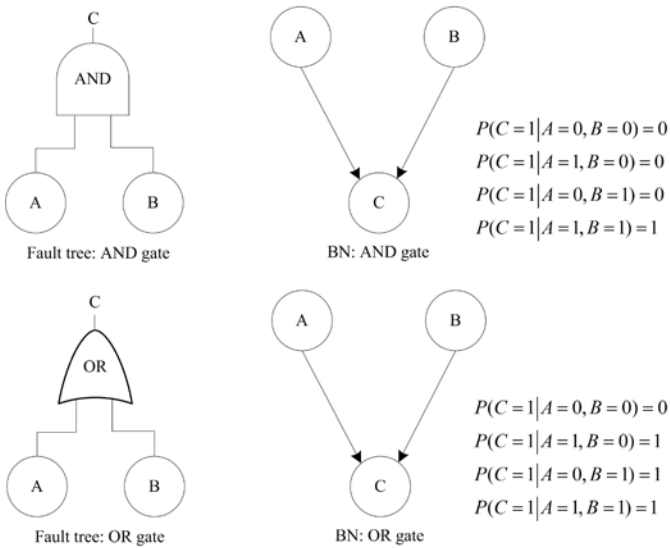 C
AND
A
B
Fault tree: AND gate
A
B
C
BN: AND gate
P(C=1|A=0,B=0)=0
P(C=1|A=1,B=0)=0
P(C=1|A=0,B=1)=0
P(C=1|A=1,B=1)=1
C
OR
A
B
Fault tree: OR gate
A
B
C
BN: OR gate
P(C=1|A=0,B=0)=0
P(C=1|A=1,B=0)=1
P(C=1|A=0,B=1)=1
P(C=1|A=1,B=1)=1